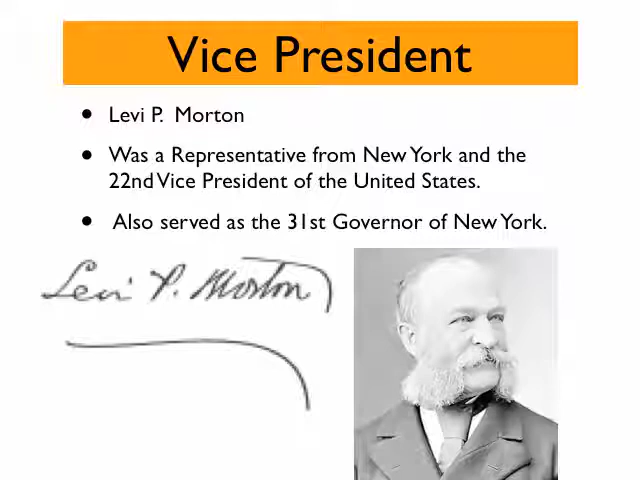 Vice President
• Levi P. Morton
• Was a Representative from New York and the
22nd Vice President of the United States.
• Also served as the 31st Governor of New York.
Levi P. Morton